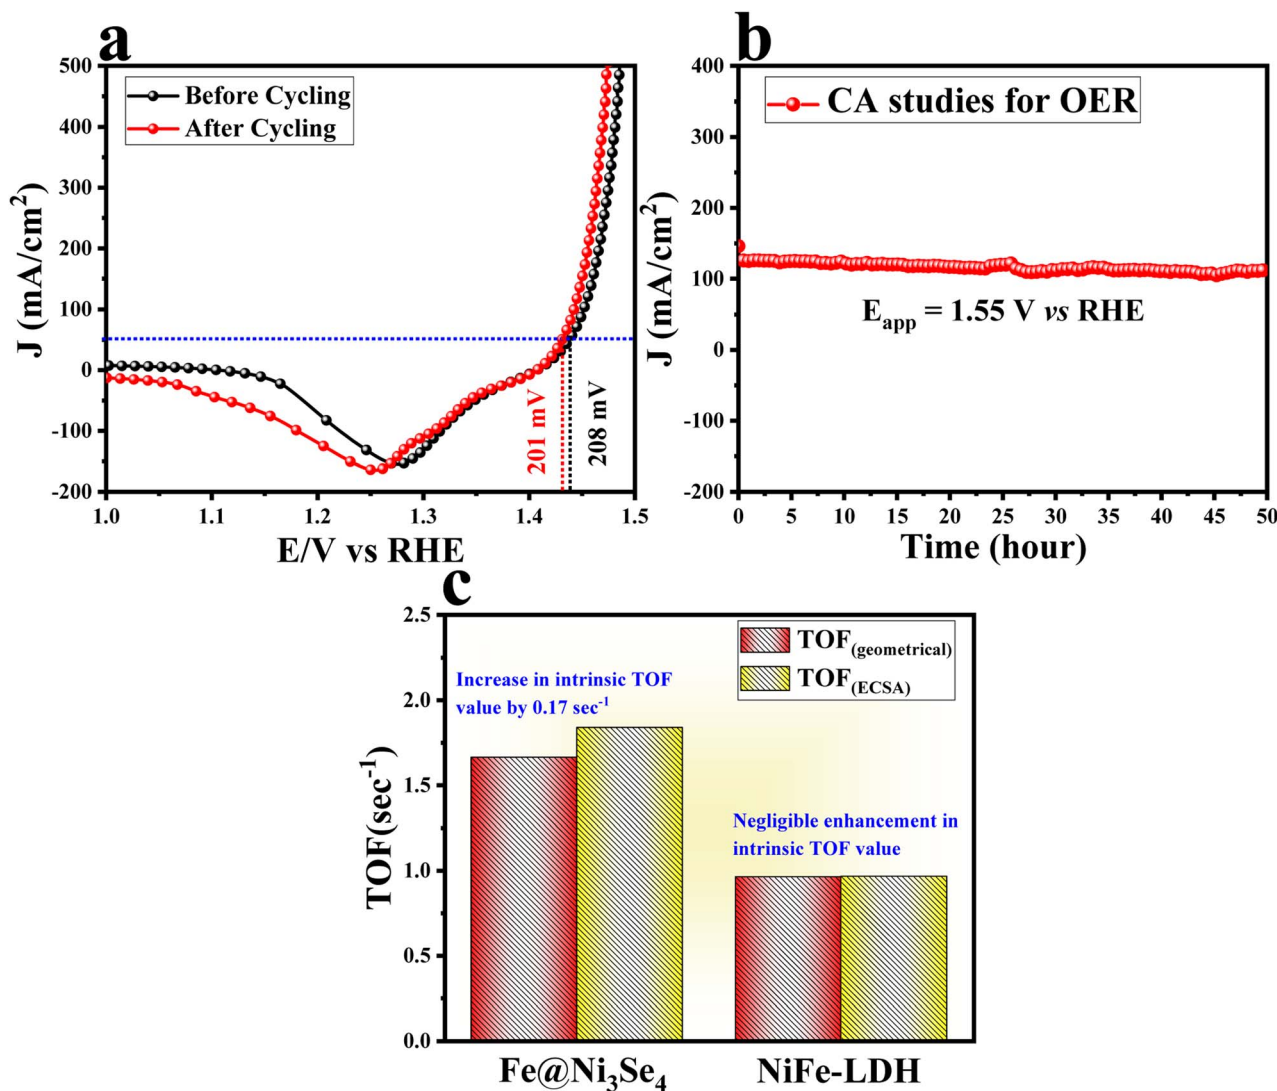 a
500
400
300
200
100
0
-100
-200
J (mA/cm²)
Before Cycling
After Cycling
201 mV
208 mV
1.0 1.1 1.2 1.3 1.4 1.5
E/V vs RHE
b
400
300
200
100
0
-100
-200
J (mA/cm²)
CA studies for OER
E_app = 1.55 V vs RHE
0 5 10 15 20 25 30 35 40 45 50
Time (hour)
c
2.5
2.0
1.5
1.0
0.5
0.0
TOF(sec⁻¹)
TOF(geometrical)
TOF(ECSA)
Increase in intrinsic TOF
value by 0.17 sec⁻¹
Negligible enhancement in
intrinsic TOF value
Fe@Ni₃Se₄ NiFe-LDH